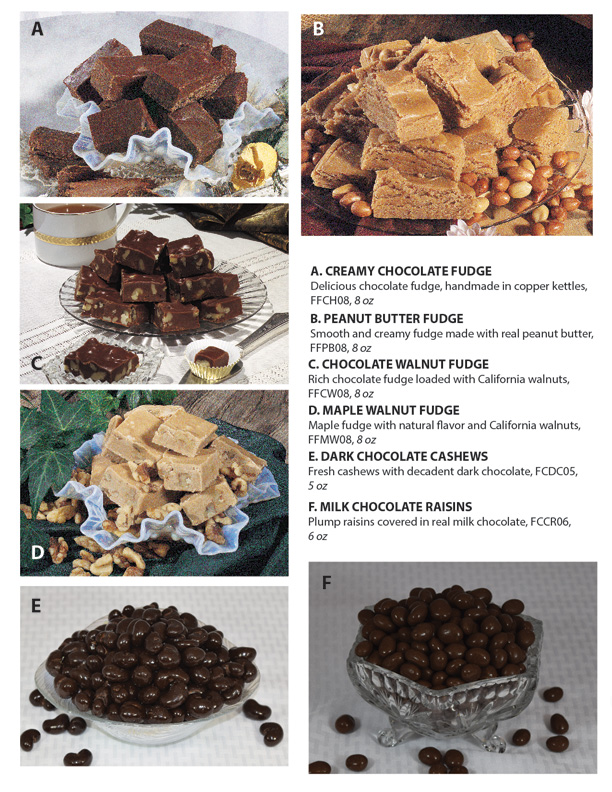 A
B
C
D
A. CREAMY CHOCOLATE FUDGE
Delicious chocolate fudge, handmade in copper kettles,
FFCH08, 8 oz
B. PEANUT BUTTER FUDGE
Smooth and creamy fudge made with real peanut butter,
FFPB08, 8 oz
C. CHOCOLATE WALNUT FUDGE
Rich chocolate fudge loaded with California walnuts,
FFCW08, 8 oz
D. MAPLE WALNUT FUDGE
Maple fudge with natural flavor and California walnuts,
FFMW08, 8 oz
E. DARK CHOCOLATE CASHEWS
Fresh cashews with decadent dark chocolate, FCDC05,
5 oz
F. MILK CHOCOLATE RAISINS
Plump raisins covered in real milk chocolate, FCCR06,
6 oz
E
F